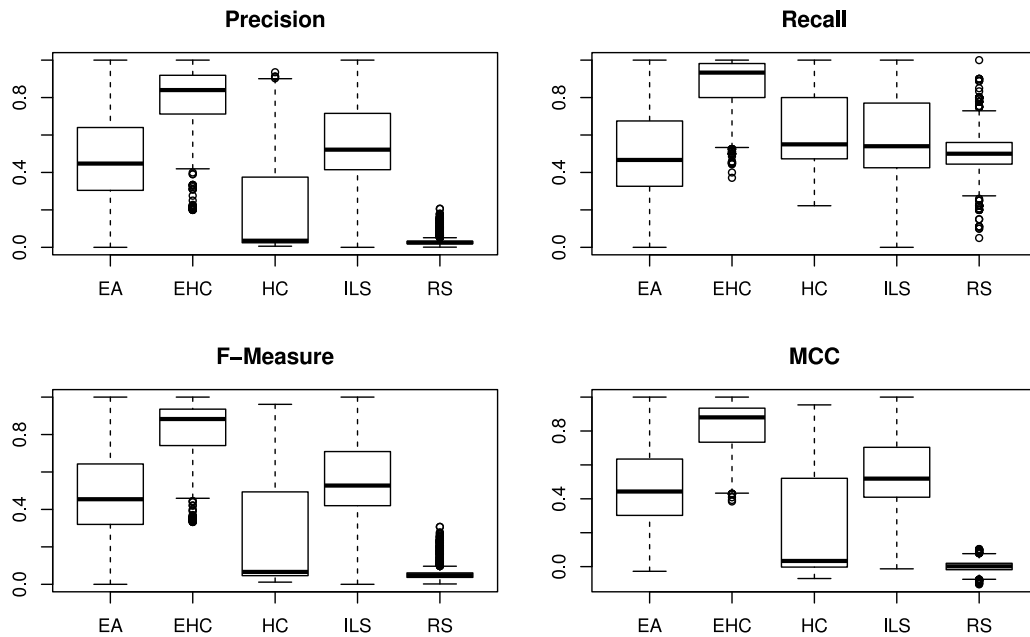 Precision
0.0 0.4 0.8
EA EHC HC ILS RS
Recall
0.0 0.4 0.8
EA EHC HC ILS RS
F−Measure
0.0 0.4 0.8
EA EHC HC ILS RS
MCC
0.0 0.4 0.8
EA EHC HC ILS RS